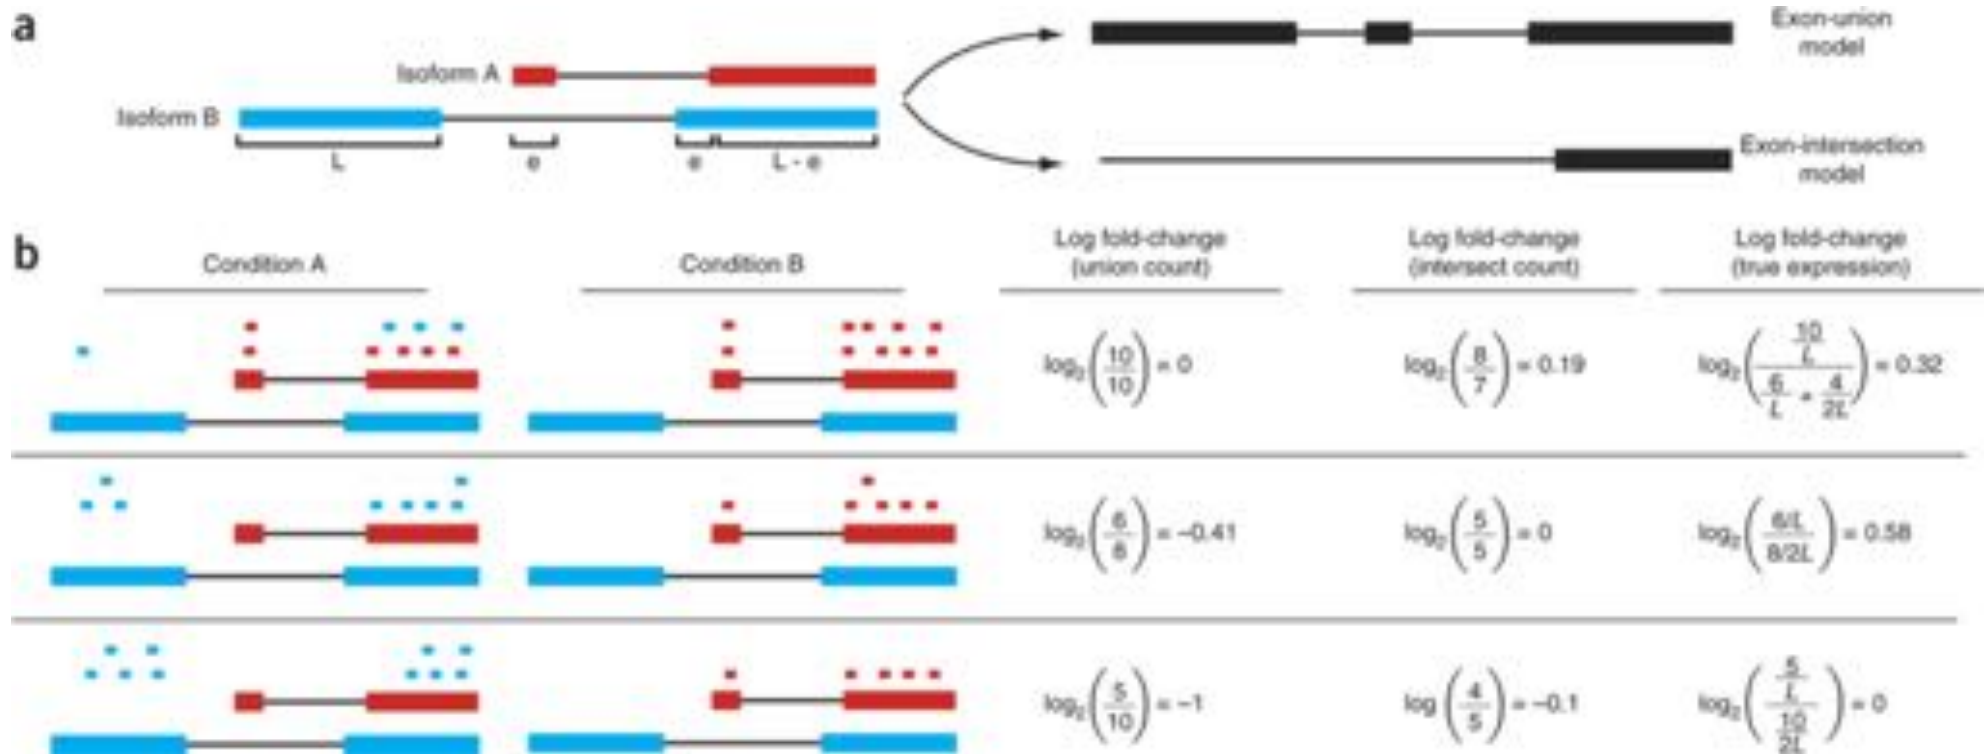 a
Exon-union
model
Isoform A
Isoform B
L
e
e
L - e
Exon-intersection
model
b
Condition A
Condition B
Log fold-change
(union count)
Log fold-change
(intersect count)
Log fold-change
(true expression)
log₂(10/10) = 0
log₂(8/7) = 0.19
log₂((10/L)/(6/L + 4/2L)) = 0.32
log₂(6/8) = −0.41
log₂(5/5) = 0
log₂((6/L)/(8/2L)) = 0.58
log₂(5/10) = −1
log(4/5) = −0.1
log₂((5/L)/(10/2L)) = 0